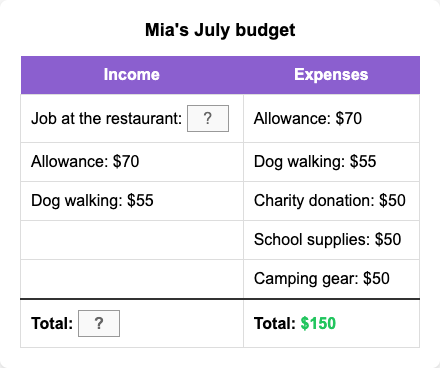 Mia's July budget
Income Expenses
Job at the restaurant: ? Allowance: $70
Allowance: $70 Dog walking: $55
Dog walking: $55 Charity donation: $50
School supplies: $50
Camping gear: $50
Total: ? Total: $150